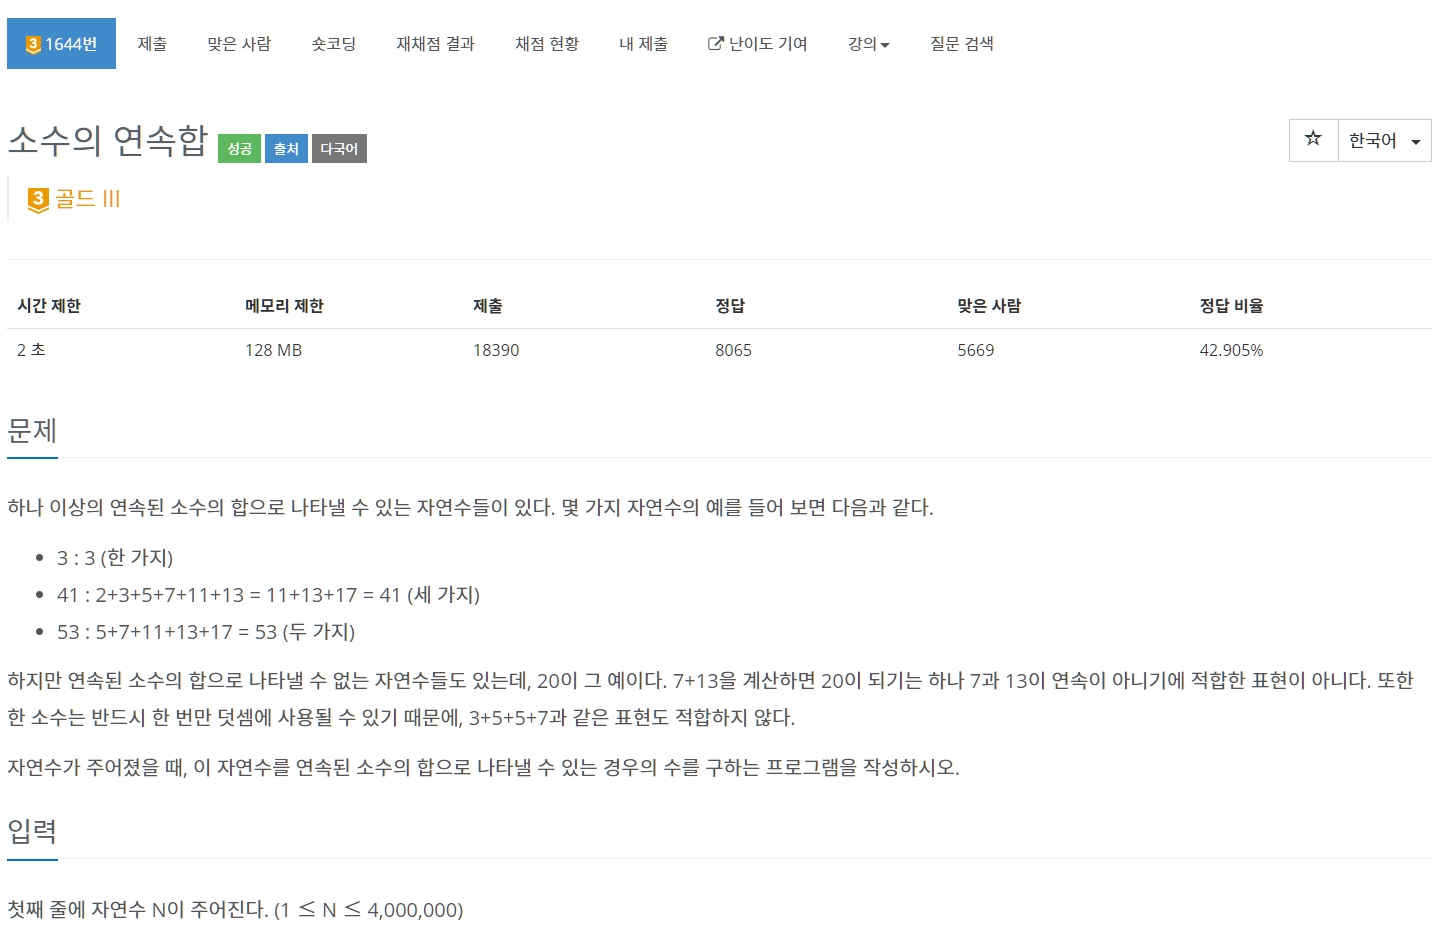 3 1644번 제출 맞은 사람 숏코딩 재채점 결과 채점 현황 내 제출 난이도 기여 강의 질문 검색
소수의 연속합 성공 출처 다국어 한국어
3 골드 III
시간 제한 메모리 제한 제출 정답 맞은 사람 정답 비율
2 초 128 MB 18390 8065 5669 42.905%
문제
하나 이상의 연속된 소수의 합으로 나타낼 수 있는 자연수들이 있다. 몇 가지 자연수의 예를 들어 보면 다음과 같다.
• 3 : 3 (한 가지)
• 41 : 2+3+5+7+11+13 = 11+13+17 = 41 (세 가지)
• 53 : 5+7+11+13+17 = 53 (두 가지)
하지만 연속된 소수의 합으로 나타낼 수 없는 자연수들도 있는데, 20이 그 예이다. 7+13을 계산하면 20이 되기는 하나 7과 13이 연속이 아니기에 적합한 표현이 아니다. 또한
한 소수는 반드시 한 번만 덧셈에 사용될 수 있기 때문에, 3+5+5+7과 같은 표현도 적합하지 않다.
자연수가 주어졌을 때, 이 자연수를 연속된 소수의 합으로 나타낼 수 있는 경우의 수를 구하는 프로그램을 작성하시오.
입력
첫째 줄에 자연수 N이 주어진다. (1 ≤ N ≤ 4,000,000)